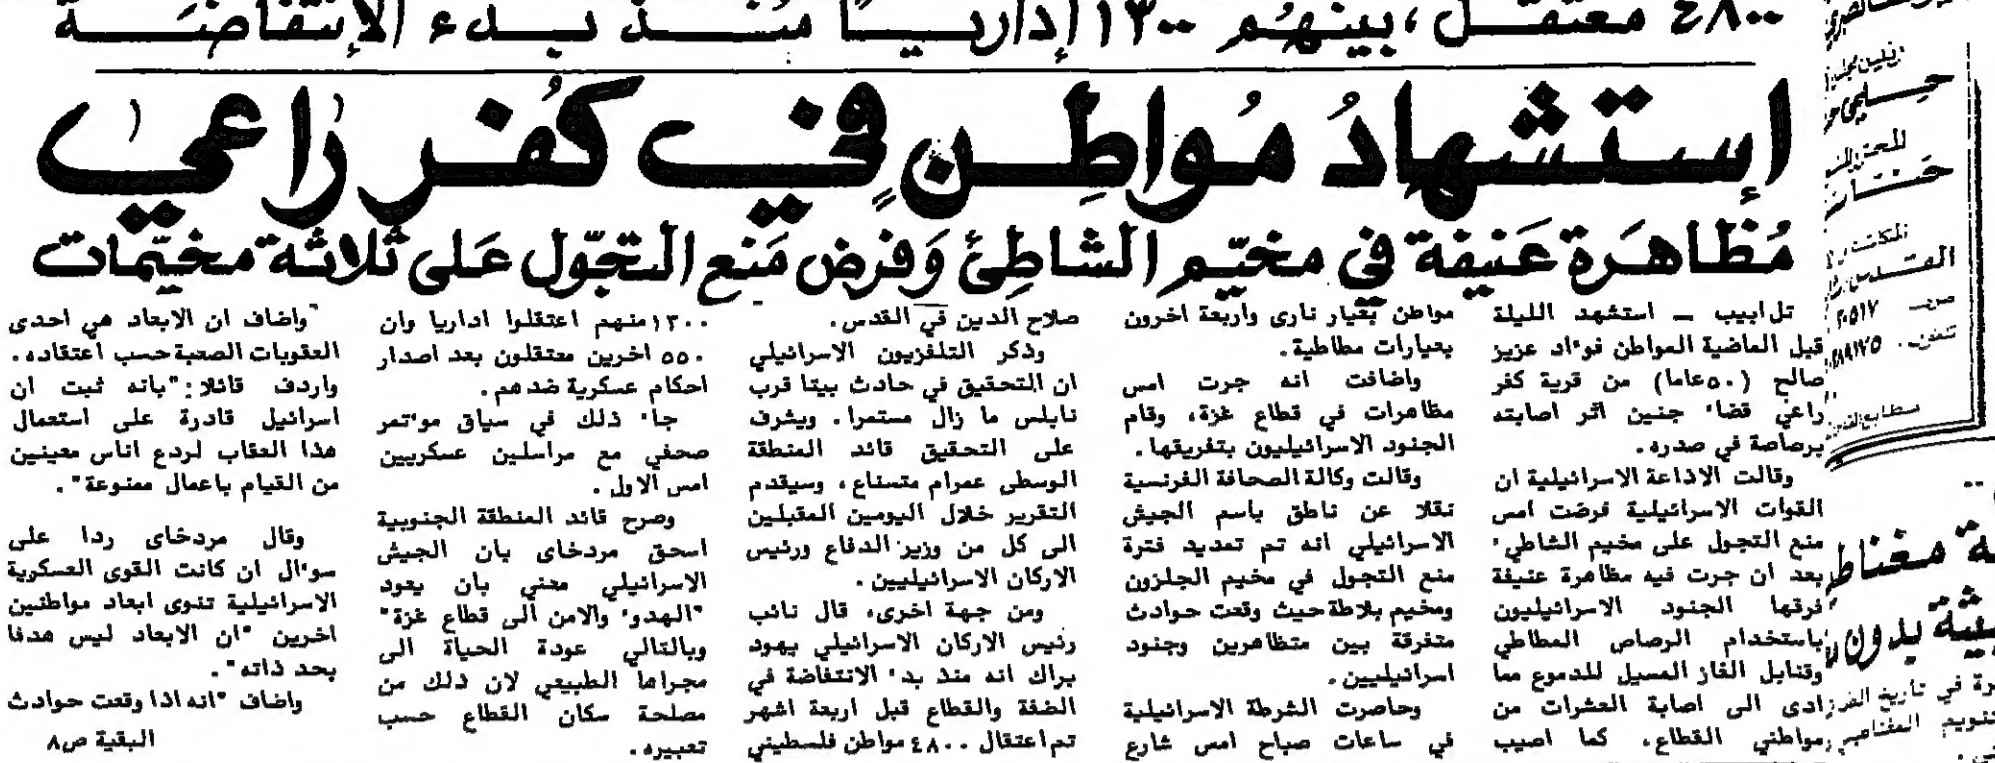 ٤٨٠٠ معتقل، بينهم ١٣٠٠ إداريا منذ بدء الإنتفاضة
إستشهاد مواطن في كفر راعي
مظاهرة عنيفة في مخيم الشاطئ وفرض منع التجول على ثلاثة مخيمات
تل ابيب ــ استشهد الليلة
قبل الماضية المواطن فوءاد عزيز
صالح (٥٠عاما) من قرية كفر
راعي قضاء جنين اثر اصابته
برصاصة في صدره.
وقالت الاذاعة الاسرائيلية ان
القوات الاسرائيلية فرضت امس
منع التجول على مخيم الشاطيء
بعد ان جرت فيه مظاهرة عنيفة
فرقها الجنود الاسرائيليون
باستخدام الرصاص المطاطي
وقنابل الغاز المسيل للدموع مما
ادى الى اصابة العشرات من
مواطني القطاع. كما اصيب
مواطن بعيار نارى واربعة اخرون
بعيارات مطاطية.
واضافت انه جرت امس
مظاهرات في قطاع غزة، وقام
الجنود الاسرائيليون بتفريقها.
وقالت وكالة الصحافة الفرنسية
نقلا عن ناطق باسم الجيش
الاسرائيلي انه تم تمديد فترة
منع التجول في مخيم الجلزون
ومخيم بلاطة حيث وقعت حوادث
متفرقة بين متظاهرين وجنود
اسرائيليين.
وحاصرت الشرطة الاسرائيلية
في ساعات صباح امس شارع
صلاح الدين في القدس.
وذكر التلفزيون الاسرائيلي
ان التحقيق في حادث بيتا قرب
نابلس ما زال مستمرا. ويشرف
على التحقيق قائد المنطقة
الوسطى عمرام متسناع، وسيقدم
التقرير خلال اليومين المقبلين
الى كل من وزير الدفاع ورئيس
الاركان الاسرائيليين.
ومن جهة اخرى، قال نائب
رئيس الاركان الاسرائيلي يهود
براك انه منذ بدء الانتفاضة في
الضفة والقطاع قبل اربعة اشهر
تم اعتقال ٤٨٠٠ مواطن فلسطيني
١٣٠٠ منهم اعتقلوا اداريا وان
٥٥٠ اخرين معتقلون بعد اصدار
احكام عسكرية ضدهم.
جاء ذلك في سياق موءتمر
صحفي مع مراسلين عسكريين
امس الاول.
وصرح قائد المنطقة الجنوبية
اسحق مردخاى بان الجيش
الاسرائيلي معني بان يعود
"الهدوء والامن الى قطاع غزة"
وبالتالي عودة الحياة الى
مجراها الطبيعي لان ذلك من
مصلحة سكان القطاع حسب
تعبيره.
"واضاف ان الابعاد هي احدى
العقوبات الصعبة حسب اعتقاده.
واردف قائلا: "بانه ثبت ان
اسرائيل قادرة على استعمال
هذا العقاب لردع اناس معينين
من القيام باعمال ممنوعة".
وقال مردخاى ردا على
سوءال ان كانت القوى العسكرية
الاسرائيلية تنوى ابعاد مواطنين
اخرين "ان الابعاد ليس هدفا
بحد ذاته".
واضاف "انه اذا وقعت حوادث
البقية ص٨
القدس
ص.ب ٢٠٥١٧
بدون